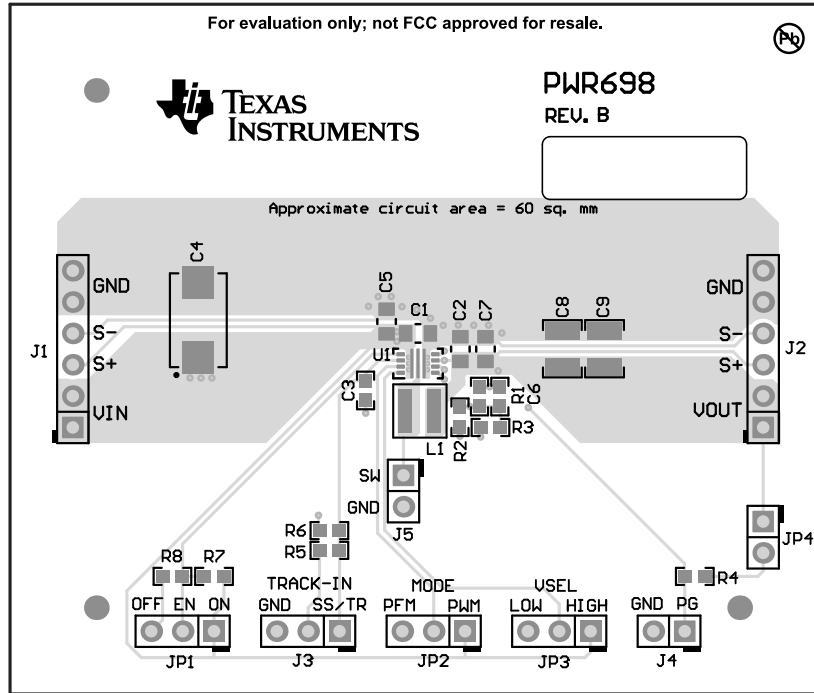 For evaluation only; not FCC approved for resale.
Pb
TEXAS
INSTRUMENTS
PWR698
REV. B
Approximate circuit area = 60 sq. mm
C4
C5
C1
C2
C7
C8
C9
GND
GND
J1
S-
S-
J2
U1
S+
S+
C3
R1
C6
VIN
VOUT
L1
R2
R3
SW
GND
J5
R6
R5
JP4
R8
R7
R4
TRACK-IN
MODE
VSEL
OFF EN ON
GND SS/TR
PFM PWM
LOW HIGH
GND PG
JP1
J3
JP2
JP3
J4